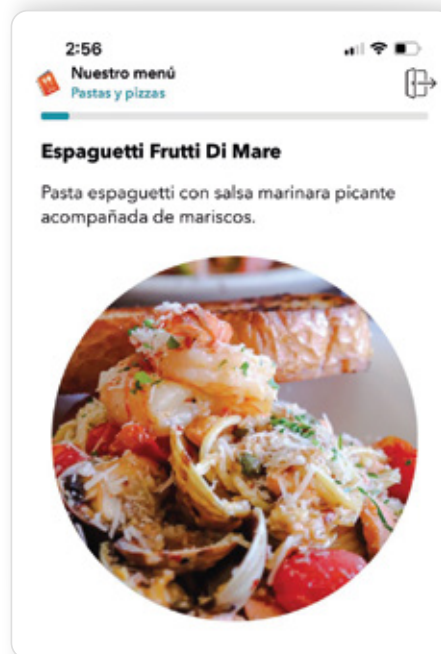 2:56
Nuestro menú
Pastas y pizzas
Espaguetti Frutti Di Mare
Pasta espaguetti con salsa marinara picante
acompañada de mariscos.